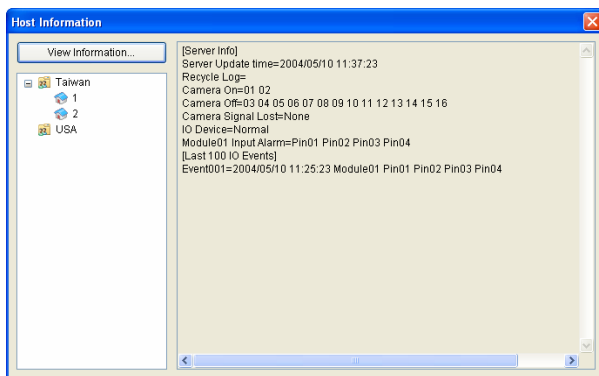 Host Information
View Information...
Taiwan
1
2
USA
[Server Info]
Server Update time=2004/05/10 11:37:23
Recycle Log=
Camera On=01 02
Camera Off=03 04 05 06 07 08 09 10 11 12 13 14 15 16
Camera Signal Lost=None
IO Device=Normal
Module01 Input Alarm=Pin01 Pin02 Pin03 Pin04
[Last 100 IO Events]
Event001=2004/05/10 11:25:23 Module01 Pin01 Pin02 Pin03 Pin04